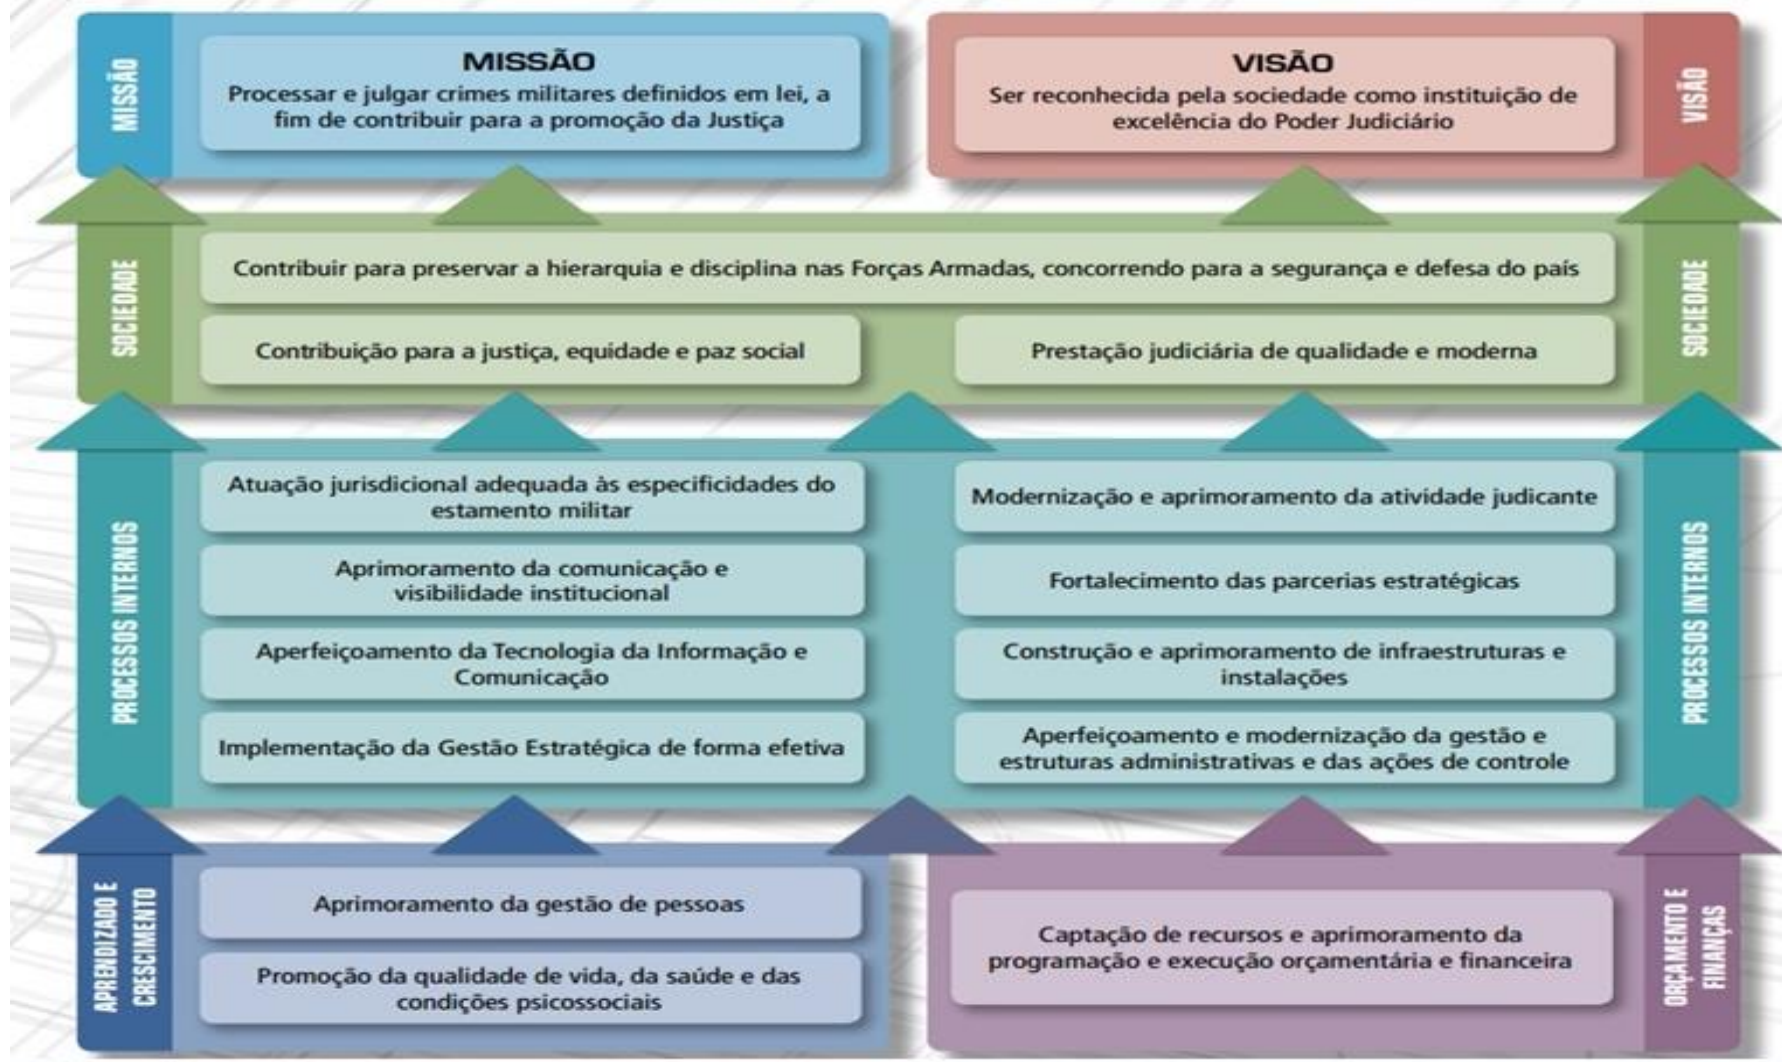 MISSÃO
MISSÃO
Processar e julgar crimes militares definidos em lei, a
fim de contribuir para a promoção da Justiça
VISÃO
Ser reconhecida pela sociedade como instituição de
excelência do Poder Judiciário
VISÃO
SOCIEDADE
Contribuir para preservar a hierarquia e disciplina nas Forças Armadas, concorrendo para a segurança e defesa do país
Contribuição para a justiça, equidade e paz social
Prestação judiciária de qualidade e moderna
SOCIEDADE
PROCESSOS INTERNOS
Atuação jurisdicional adequada às especificidades do
estamento militar
Modernização e aprimoramento da atividade judicante
Aprimoramento da comunicação e
visibilidade institucional
Fortalecimento das parcerias estratégicas
Aperfeiçoamento da Tecnologia da Informação e
Comunicação
Construção e aprimoramento de infraestruturas e
instalações
Implementação da Gestão Estratégica de forma efetiva
Aperfeiçoamento e modernização da gestão e
estruturas administrativas e das ações de controle
PROCESSOS INTERNOS
APRENDIZADO E
CRESCIMENTO
Aprimoramento da gestão de pessoas
Promoção da qualidade de vida, da saúde e das
condições psicossociais
Captação de recursos e aprimoramento da
programação e execução orçamentária e financeira
ORÇAMENTO E
FINANÇAS